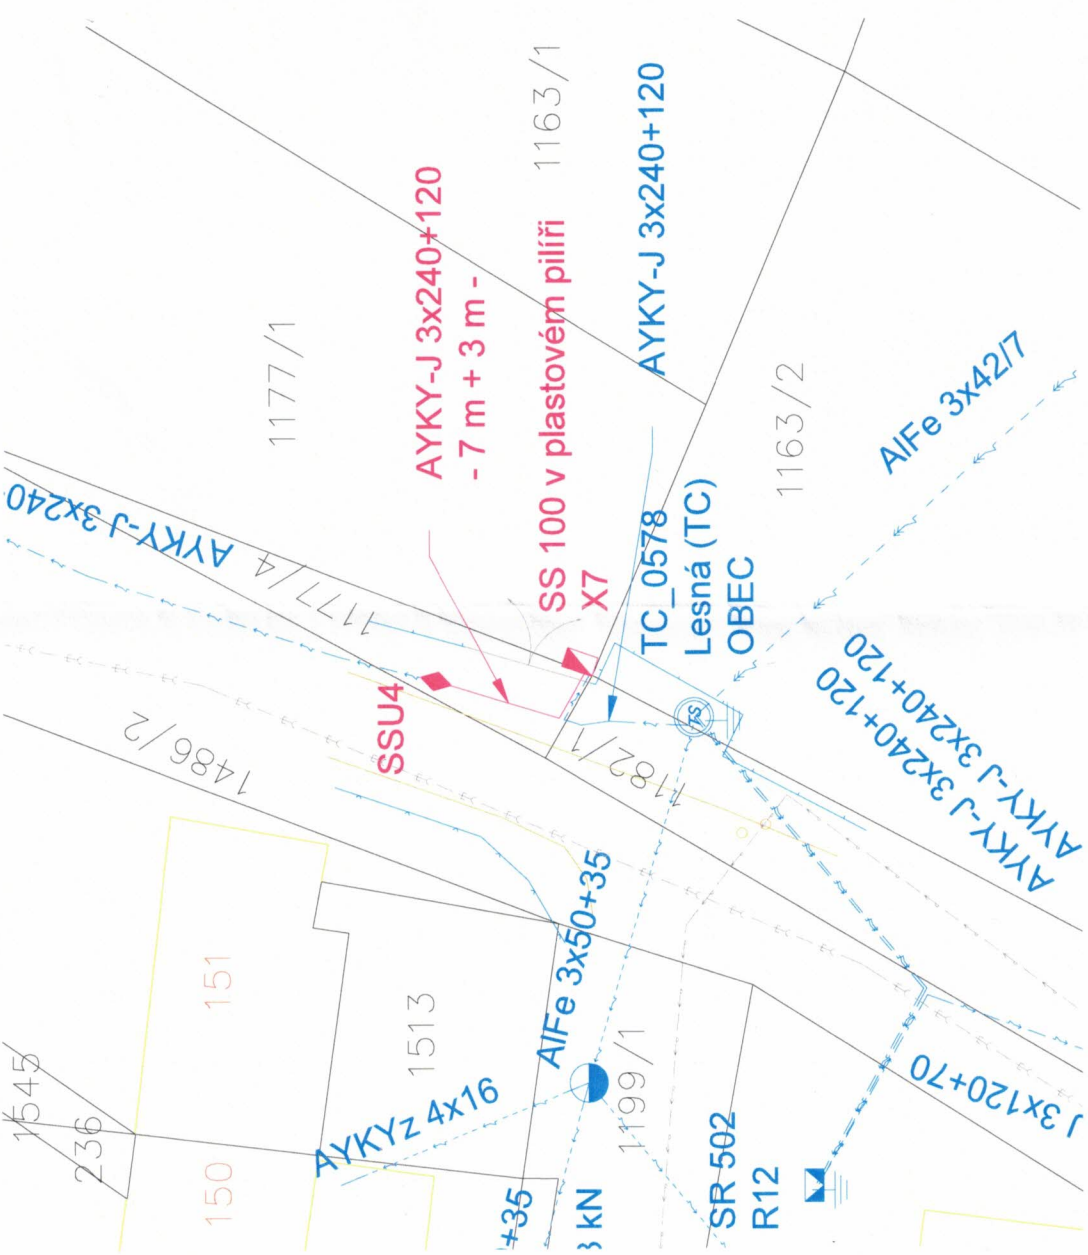 1163/1
1177/1
AYKY-J 3x240+120
- 7 m + 3 m -
SS 100 v plastovém pilíři
X7
AYKY-J 3x240+120
TC_0578
Lesná (TC)
OBEC
1163/2
AlFe 3x42/7
AYKY-J 3x240
1177/4
SSU4
1486/2
1182/1
TS
AYKY-J 3x240+120
AYKY-J 3x240+120
AlFe 3x50+35
151
1513
1545
236
150
AYKYz 4x16
1199/1
J 3x120+70
SR 502
R12
+35
kN